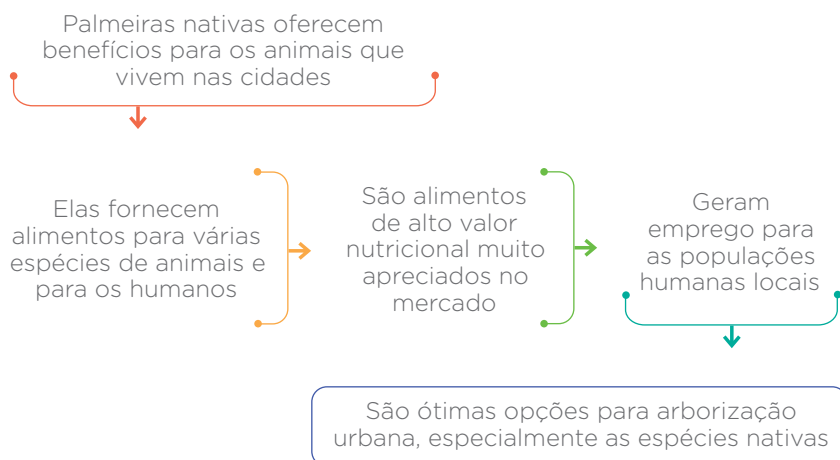 Palmeiras nativas oferecem
benefícios para os animais que
vivem nas cidades
Elas fornecem
alimentos para várias
espécies de animais e
para os humanos
São alimentos
de alto valor
nutricional muito
apreciados no
mercado
Geram
emprego para
as populações
humanas locais
São ótimas opções para arborização
urbana, especialmente as espécies nativas